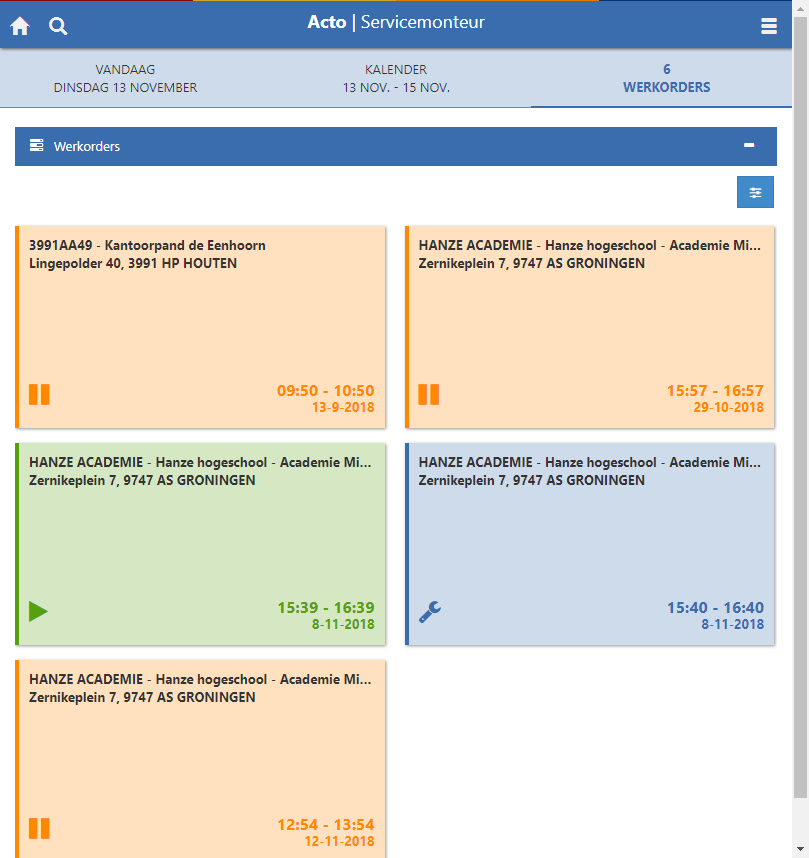 Acto | Servicemonteur
VANDAAG
DINSDAG 13 NOVEMBER
KALENDER
13 NOV. - 15 NOV.
6
WERKORDERS
Werkorders
3991AA49 - Kantoorpand de Eenhoorn
Lingepolder 40, 3991 HP HOUTEN
09:50 - 10:50
13-9-2018
HANZE ACADEMIE - Hanze hogeschool - Academie Mi...
Zernikeplein 7, 9747 AS GRONINGEN
15:57 - 16:57
29-10-2018
HANZE ACADEMIE - Hanze hogeschool - Academie Mi...
Zernikeplein 7, 9747 AS GRONINGEN
15:39 - 16:39
8-11-2018
HANZE ACADEMIE - Hanze hogeschool - Academie Mi...
Zernikeplein 7, 9747 AS GRONINGEN
15:40 - 16:40
8-11-2018
HANZE ACADEMIE - Hanze hogeschool - Academie Mi...
Zernikeplein 7, 9747 AS GRONINGEN
12:54 - 13:54
12-11-2018